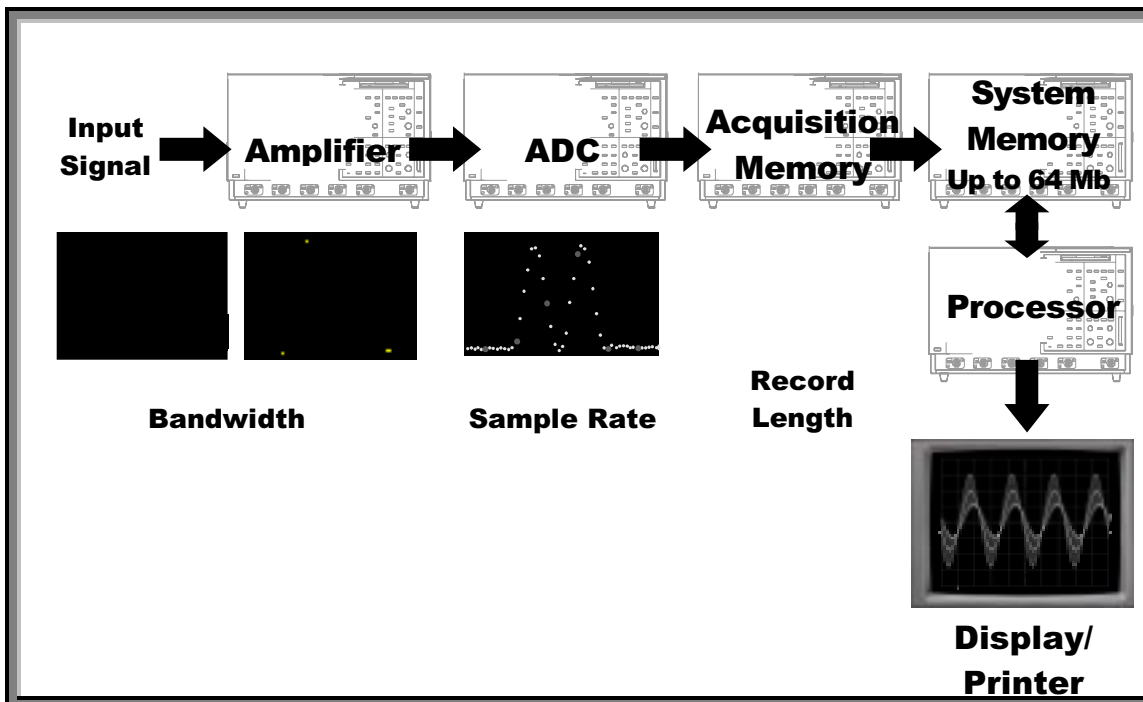 Input
Signal
Amplifier
ADC
Acquisition
Memory
System
Memory
Up to 64 Mb
Processor
Bandwidth
Sample Rate
Record
Length
Display/
Printer